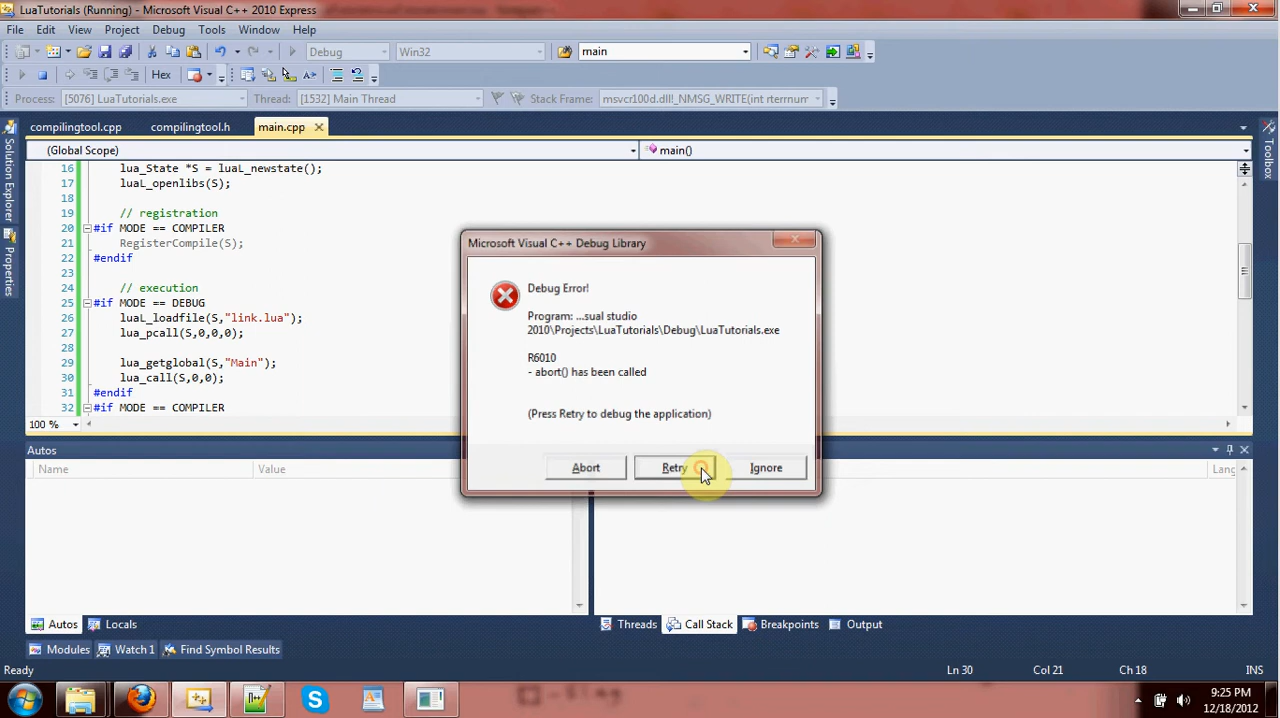 LuaTutorials (Running) - Microsoft Visual C++ 2010 Express
File Edit View Project Debug Tools Window Help
Debug Win32 main
Hex
Process: [5076] LuaTutorials.exe Thread: [1532] Main Thread Stack Frame: msvcr100d.dll!_NMSG_WRITE(int rterrnum
compilingtool.cpp compilingtool.h main.cpp
(Global Scope) main()
16 lua_State *S = luaL_newstate();
17 luaL_openlibs(S);
18
19 // registration
20 #if MODE == COMPILER
21 RegisterCompile(S);
22 #endif
23
24 // execution
25 #if MODE == DEBUG
26 luaL_loadfile(S,"link.lua");
27 lua_pcall(S,0,0,0);
28
29 lua_getglobal(S,"Main");
30 lua_call(S,0,0);
31 #endif
32 #if MODE == COMPILER
100 %
Solution Explorer
Properties
Toolbox
Microsoft Visual C++ Debug Library
Debug Error!
Program: ...sual studio
2010\Projects\LuaTutorials\Debug\LuaTutorials.exe
R6010
- abort() has been called
(Press Retry to debug the application)
Abort Retry Ignore
Autos
Name Value Lang
Autos Locals Threads Call Stack Breakpoints Output
Modules Watch 1 Find Symbol Results
Ready Ln 30 Col 21 Ch 18 INS
9:25 PM
12/18/2012